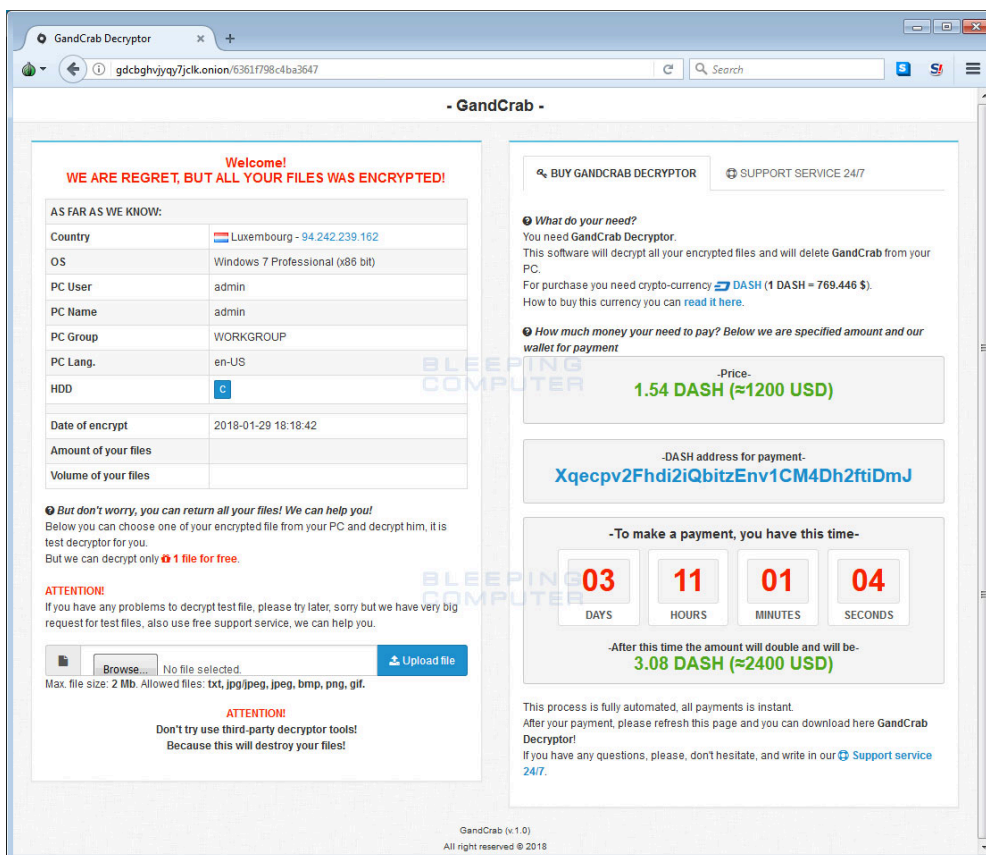 GandCrab Decryptor
gdcbghvjyqy7jclk.onion/6361f798c4ba3647
Search
- GandCrab -
Welcome!
WE ARE REGRET, BUT ALL YOUR FILES WAS ENCRYPTED!
AS FAR AS WE KNOW:
Country Luxembourg - 94.242.239.162
OS Windows 7 Professional (x86 bit)
PC User admin
PC Name admin
PC Group WORKGROUP
PC Lang. en-US
HDD C
Date of encrypt 2018-01-29 18:18:42
Amount of your files
Volume of your files
But don't worry, you can return all your files! We can help you!
Below you can choose one of your encrypted file from your PC and decrypt him, it is
test decryptor for you.
But we can decrypt only 1 file for free.
ATTENTION!
If you have any problems to decrypt test file, please try later, sorry but we have very big
request for test files, also use free support service, we can help you.
Browse... No file selected. Upload file
Max. file size: 2 Mb. Allowed files: txt, jpg/jpeg, jpeg, bmp, png, gif.
ATTENTION!
Don't try use third-party decryptor tools!
Because this will destroy your files!
BUY GANDCRAB DECRYPTOR SUPPORT SERVICE 24/7
What do your need?
You need GandCrab Decryptor.
This software will decrypt all your encrypted files and will delete GandCrab from your
PC.
For purchase you need crypto-currency DASH (1 DASH = 769.446 $).
How to buy this currency you can read it here.
How much money your need to pay? Below we are specified amount and our
wallet for payment
-Price-
1.54 DASH (≈1200 USD)
-DASH address for payment-
Xqecpv2Fhdi2iQbitzEnv1CM4Dh2ftiDmJ
-To make a payment, you have this time-
03 11 01 04
DAYS HOURS MINUTES SECONDS
-After this time the amount will double and will be-
3.08 DASH (≈2400 USD)
This process is fully automated, all payments is instant.
After your payment, please refresh this page and you can download here GandCrab
Decryptor!
If you have any questions, please, don't hesitate, and write in our Support service
24/7.
GandCrab (v.1.0)
All right reserved © 2018
BLEEPING
COMPUTER
BLEEPING
COMPUTER